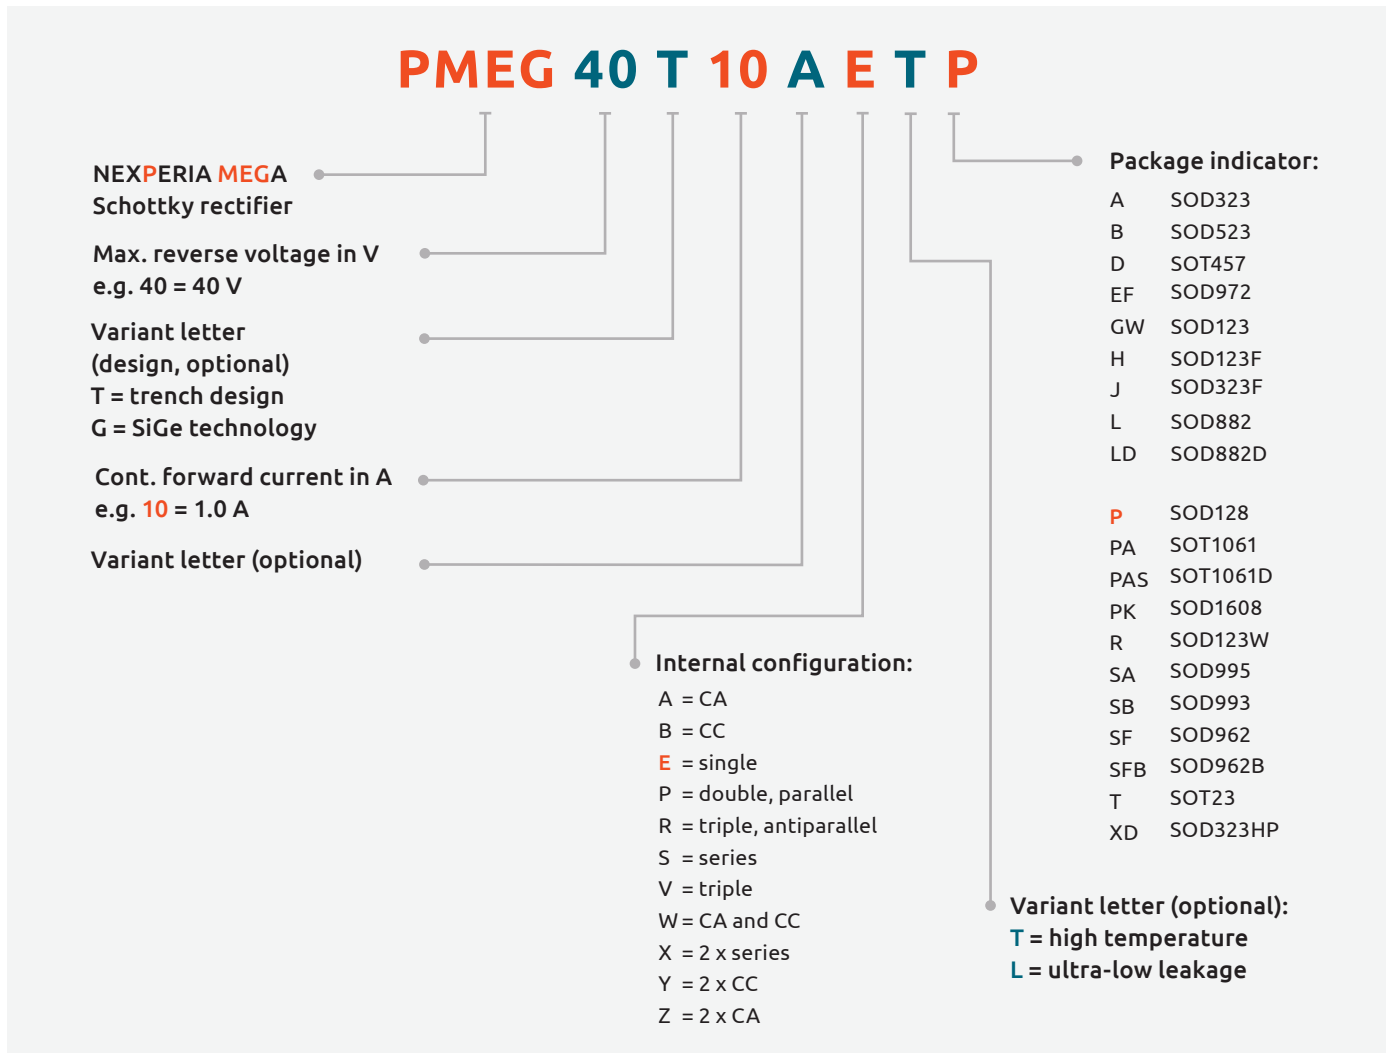 PMEG 40 T 10 A E T P
NEXPERIA MEGA
Schottky rectifier
Max. reverse voltage in V
e.g. 40 = 40 V
Variant letter
(design, optional)
T = trench design
G = SiGe technology
Cont. forward current in A
e.g. 10 = 1.0 A
Variant letter (optional)
Internal configuration:
A = CA
B = CC
E = single
P = double, parallel
R = triple, antiparallel
S = series
V = triple
W = CA and CC
X = 2 x series
Y = 2 x CC
Z = 2 x CA
Package indicator:
A SOD323
B SOD523
D SOT457
EF SOD972
GW SOD123
H SOD123F
J SOD323F
L SOD882
LD SOD882D
P SOD128
PA SOT1061
PAS SOT1061D
PK SOD1608
R SOD123W
SA SOD995
SB SOD993
SF SOD962
SFB SOD962B
T SOT23
XD SOD323HP
Variant letter (optional):
T = high temperature
L = ultra-low leakage